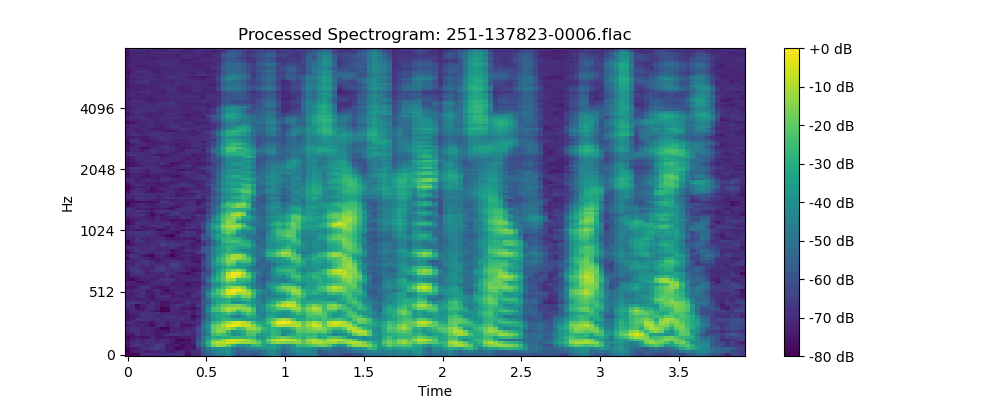 Processed Spectrogram: 251-137823-0006.flac
Hz
4096
2048
1024
512
0
0
0.5
1
1.5
2
2.5
3
3.5
Time
+0 dB
-10 dB
-20 dB
-30 dB
-40 dB
-50 dB
-60 dB
-70 dB
-80 dB